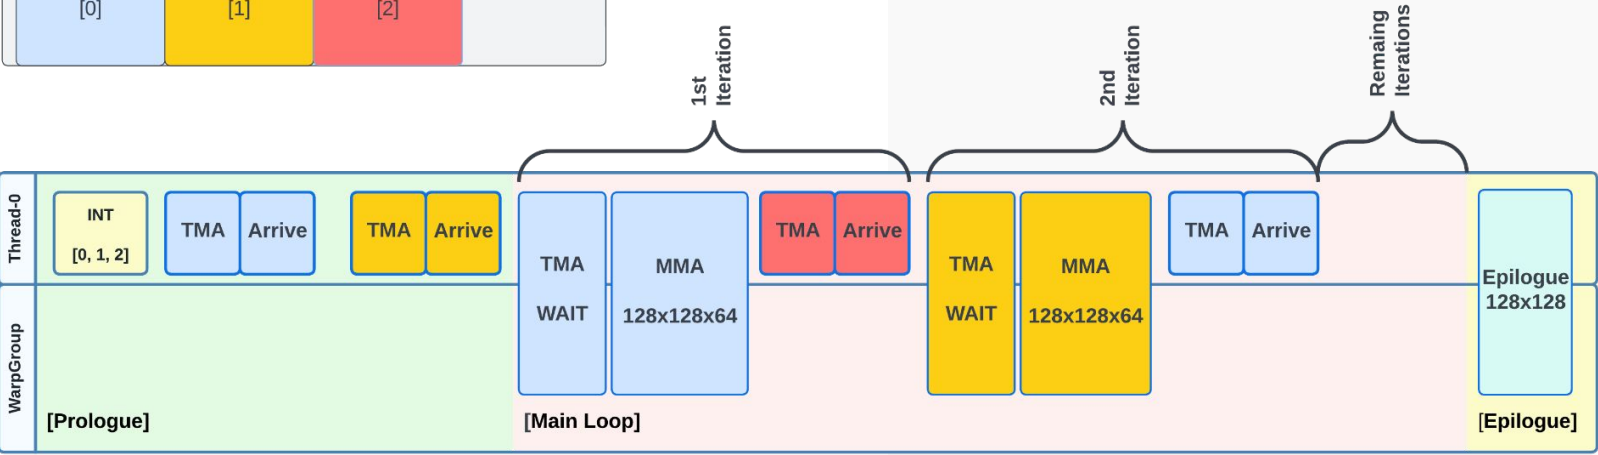 [0]
[1]
[2]
1st
Iteration
2nd
Iteration
Remaing
Iterations
Thread-0
INT
[0, 1, 2]
TMA
Arrive
TMA
Arrive
TMA
WAIT
MMA
128x128x64
TMA
Arrive
TMA
WAIT
MMA
128x128x64
TMA
Arrive
Epilogue
128x128
WarpGroup
[Prologue]
[Main Loop]
[Epilogue]